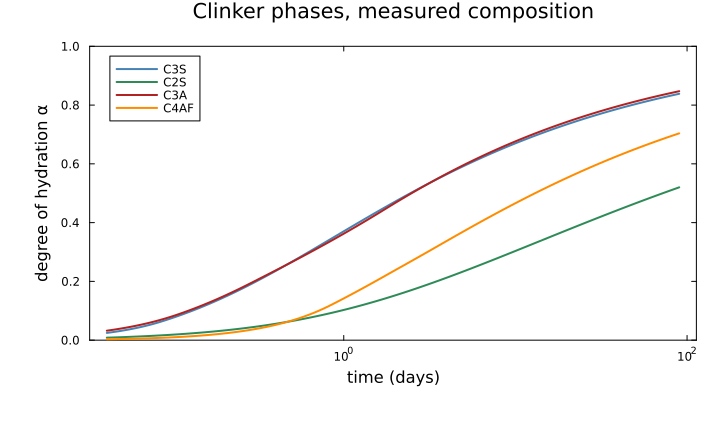 Clinker phases, measured composition
1.0
0.8
0.6
0.4
0.2
0.0
degree of hydration α
C3S
C2S
C3A
C4AF
10⁰
10²
time (days)